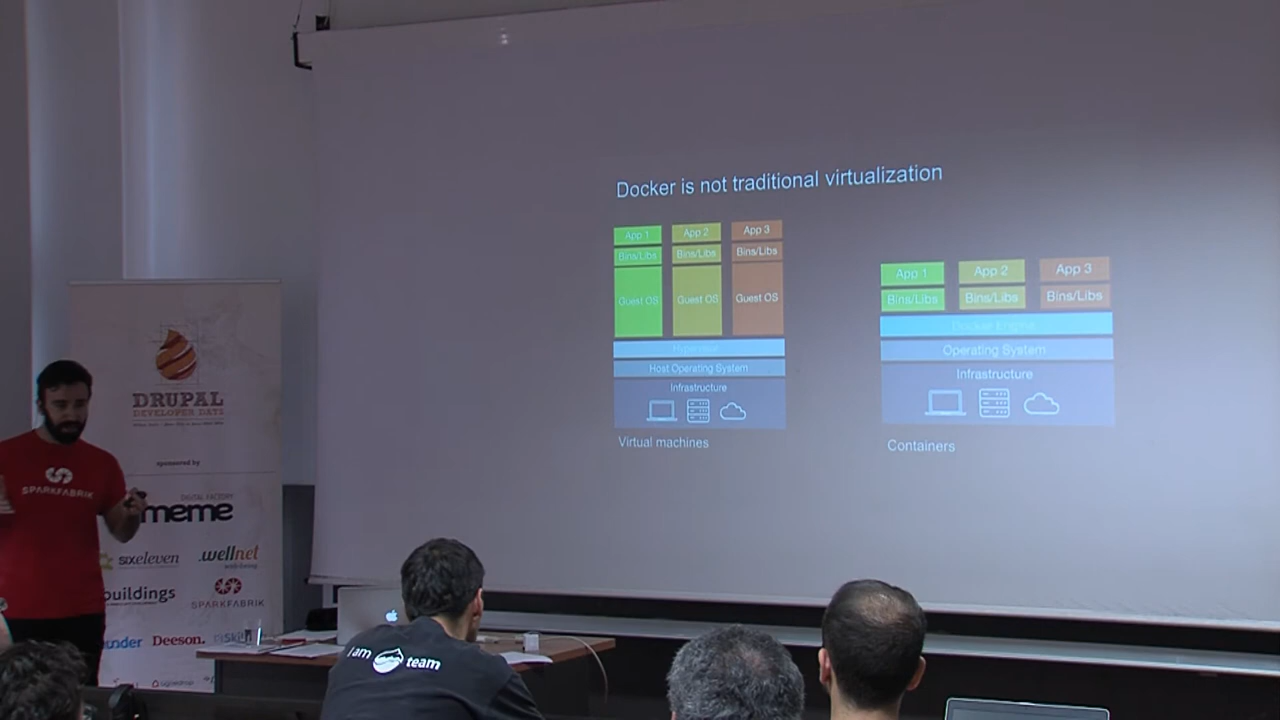 Docker is not traditional virtualization
App 1
App 2
App 3
Bins/Libs
Bins/Libs
Bins/Libs
Guest OS
Guest OS
Guest OS
Host Operating System
Infrastructure
Virtual machines
App 1
App 2
App 3
Bins/Libs
Bins/Libs
Bins/Libs
Docker Engine
Operating System
Infrastructure
Containers
DRUPAL
DEVELOPER DAYS
sponsored by
DIGITAL FACTORY
meme
sixeleven
.wellnet
buildings
SPARKFABRIK
Deeson.
SPARKFABRIK
I am
team